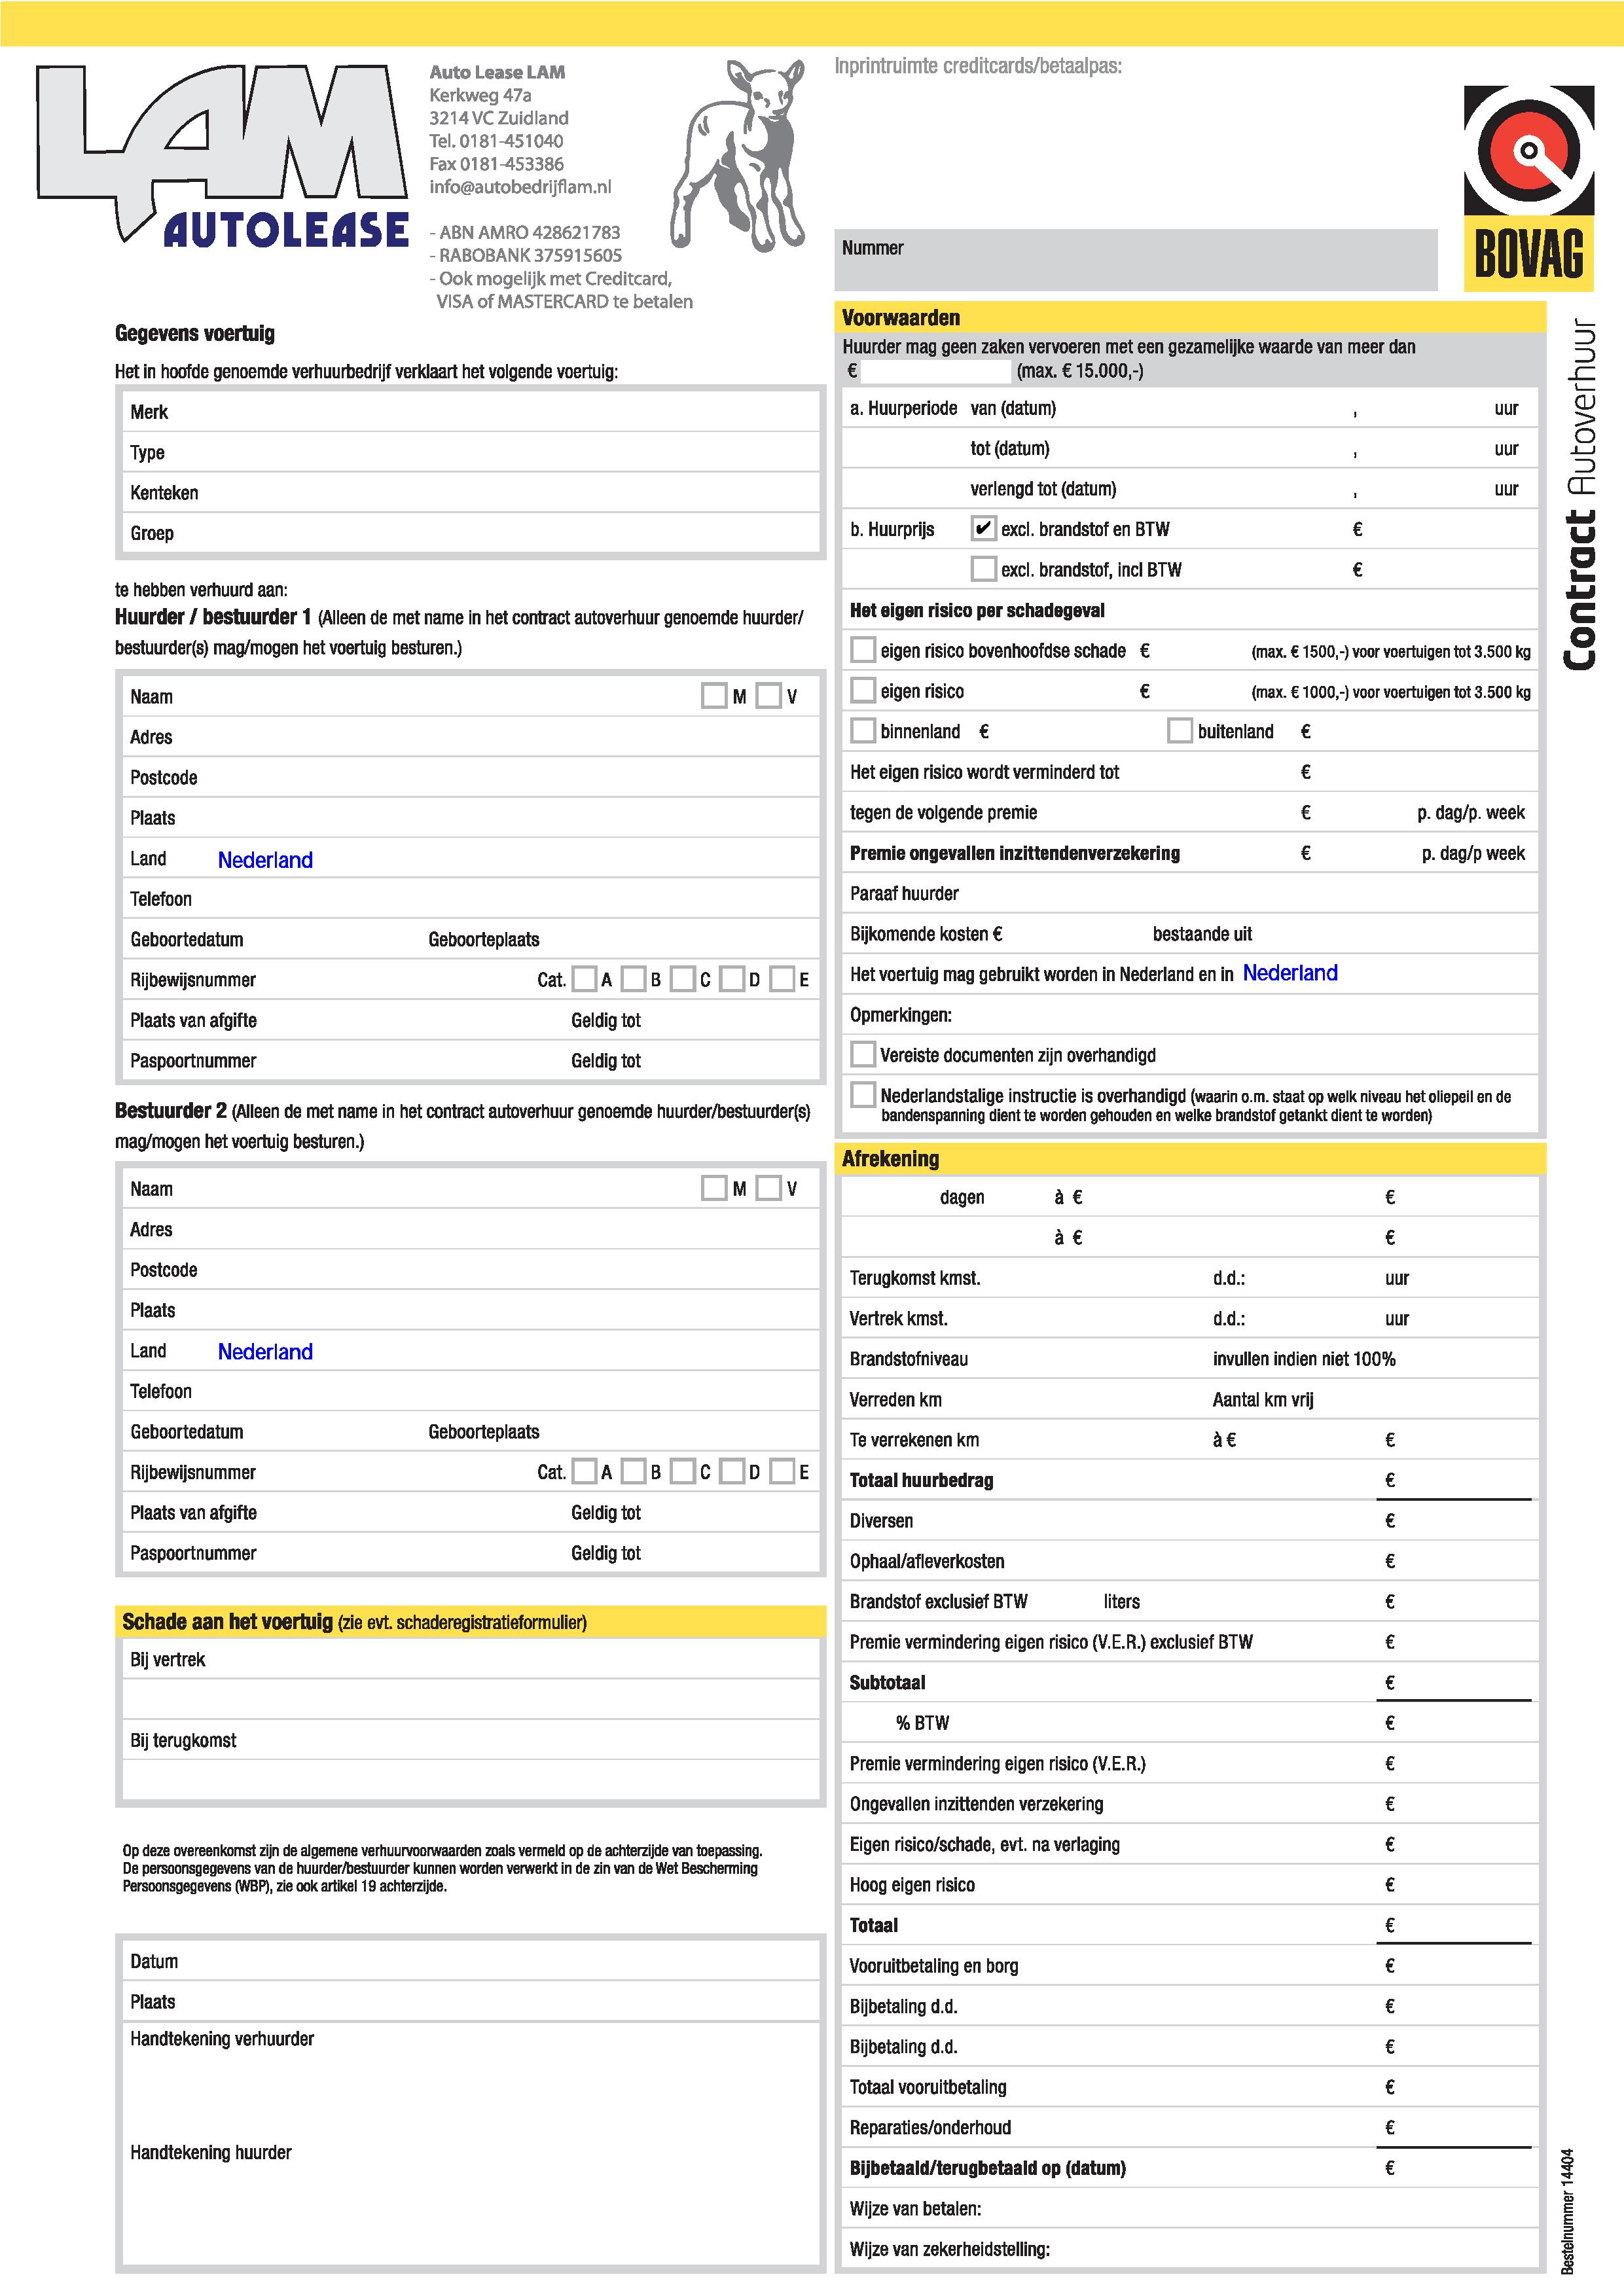 LAM
AUTOLEASE
Auto Lease LAM
Kerkweg 47a
3214 VC Zuidland
Tel. 0181-451040
Fax 0181-453386
info@autobedrijflam.nl
- ABN AMRO 428621783
- RABOBANK 375915605
- Ook mogelijk met Creditcard,
VISA of MASTERCARD te betalen
Inprintruimte creditcards/betaalpas:
Nummer
BOVAG
Contract Autoverhuur
Gegevens voertuig
Het in hoofde genoemde verhuurbedrijf verklaart het volgende voertuig:
Merk
Type
Kenteken
Groep
te hebben verhuurd aan:
Huurder / bestuurder 1 (Alleen de met name in het contract autoverhuur genoemde huurder/
bestuurder(s) mag/mogen het voertuig besturen.)
Naam M V
Adres
Postcode
Plaats
Land Nederland
Telefoon
Geboortedatum Geboorteplaats
Rijbewijsnummer Cat. A B C D E
Plaats van afgifte Geldig tot
Paspoortnummer Geldig tot
Bestuurder 2 (Alleen de met name in het contract autoverhuur genoemde huurder/bestuurder(s)
mag/mogen het voertuig besturen.)
Naam M V
Adres
Postcode
Plaats
Land Nederland
Telefoon
Geboortedatum Geboorteplaats
Rijbewijsnummer Cat. A B C D E
Plaats van afgifte Geldig tot
Paspoortnummer Geldig tot
Schade aan het voertuig (zie evt. schaderegistratieformulier)
Bij vertrek
Bij terugkomst
Op deze overeenkomst zijn de algemene verhuurvoorwaarden zoals vermeld op de achterzijde van toepassing.
De persoonsgegevens van de huurder/bestuurder kunnen worden verwerkt in de zin van de Wet Bescherming
Persoonsgegevens (WBP), zie ook artikel 19 achterzijde.
Datum
Plaats
Handtekening verhuurder
Handtekening huurder
Voorwaarden
Huurder mag geen zaken vervoeren met een gezamelijke waarde van meer dan
€ (max. € 15.000,-)
a. Huurperiode van (datum) , uur
tot (datum) , uur
verlengd tot (datum) , uur
b. Huurprijs ✔ excl. brandstof en BTW €
excl. brandstof, incl BTW €
Het eigen risico per schadegeval
eigen risico bovenhoofdse schade € (max. € 1500,-) voor voertuigen tot 3.500 kg
eigen risico € (max. € 1000,-) voor voertuigen tot 3.500 kg
binnenland € buitenland €
Het eigen risico wordt verminderd tot €
tegen de volgende premie € p. dag/p. week
Premie ongevallen inzittendenverzekering € p. dag/p week
Paraaf huurder
Bijkomende kosten € bestaande uit
Het voertuig mag gebruikt worden in Nederland en in Nederland
Opmerkingen:
Vereiste documenten zijn overhandigd
Nederlandstalige instructie is overhandigd (waarin o.m. staat op welk niveau het oliepeil en de
bandenspanning dient te worden gehouden en welke brandstof getankt dient te worden)
Afrekening
dagen à € €
à € €
Terugkomst kmst. d.d.: uur
Vertrek kmst. d.d.: uur
Brandstofniveau invullen indien niet 100%
Verreden km Aantal km vrij
Te verrekenen km à € €
Totaal huurbedrag €
Diversen €
Ophaal/afleverkosten €
Brandstof exclusief BTW liters €
Premie vermindering eigen risico (V.E.R.) exclusief BTW €
Subtotaal €
% BTW €
Premie vermindering eigen risico (V.E.R.) €
Ongevallen inzittenden verzekering €
Eigen risico/schade, evt. na verlaging €
Hoog eigen risico €
Totaal €
Vooruitbetaling en borg €
Bijbetaling d.d. €
Bijbetaling d.d. €
Totaal vooruitbetaling €
Reparaties/onderhoud €
Bijbetaald/terugbetaald op (datum) €
Wijze van betalen:
Wijze van zekerheidstelling:
Bestelnummer 14404